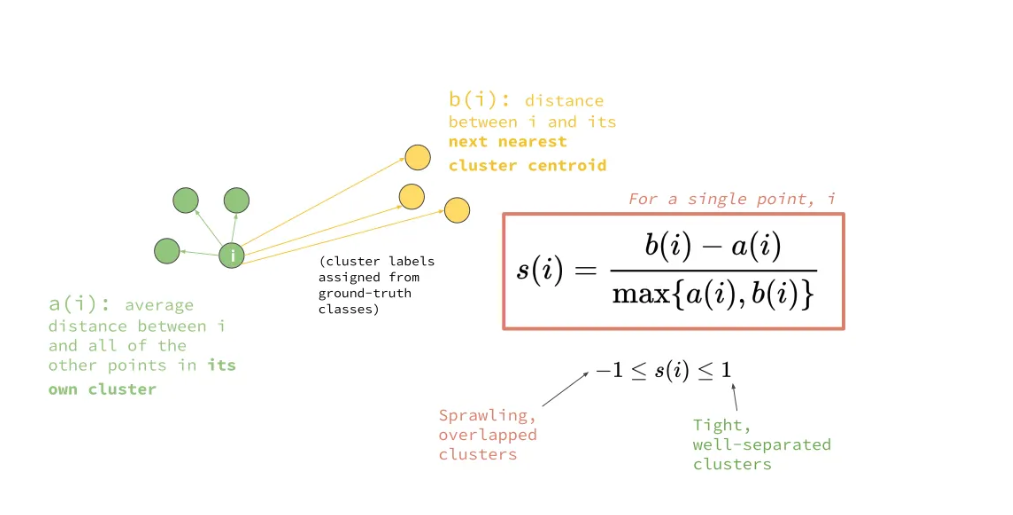 b(i): distance
between i and its
next nearest
cluster centroid
For a single point, i
i
s(i) = \frac{b(i) − a(i)}{max{a(i), b(i)}}
(cluster labels
assigned from
ground-truth
classes)
a(i): average
distance between i
and all of the
other points in its
own cluster
−1 ≤ s(i) ≤ 1
Sprawling,
overlapped
clusters
Tight,
well-separated
clusters